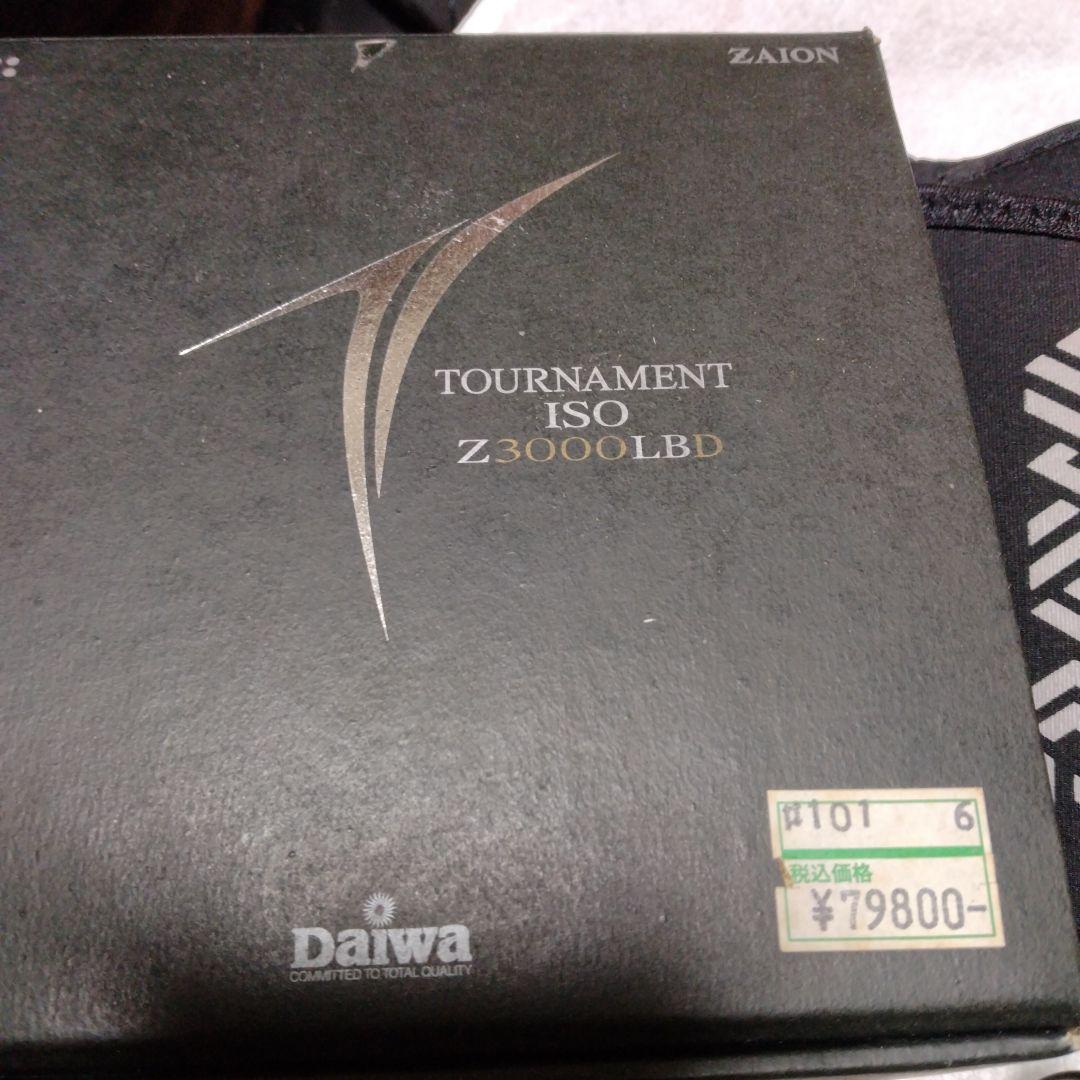 ZAION
TOURNAMENT
ISO
Z3000LBD
#101 6
税込価格
¥79800-
Daiwa
COMMITTED TO TOTAL QUALITY